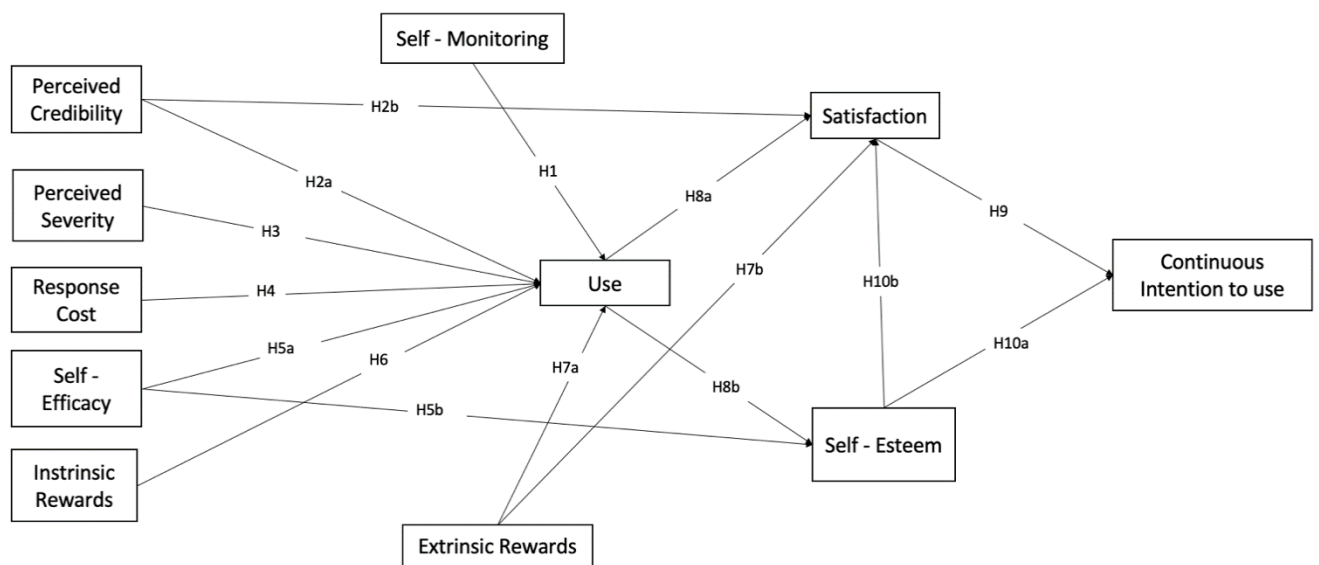 Self - Monitoring
Perceived
Credibility
H2b
Satisfaction
H1
H2a
H8a
Perceived
Severity
H9
H3
Use
H7b
H10b
Continuous
Intention to use
Response
Cost
H4
H5a
H6
H7a
H10a
Self -
Efficacy
H8b
H5b
Self - Esteem
Instrinsic
Rewards
Extrinsic Rewards